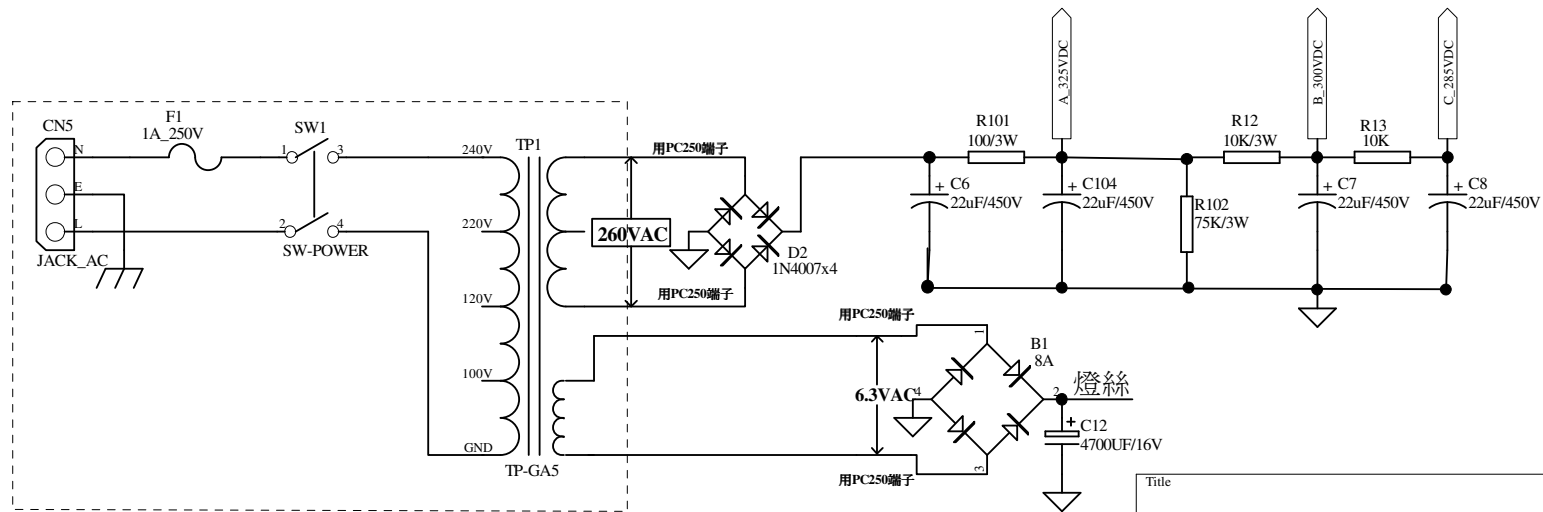 A_325VDC
B_300VDC
C_285VDC
CN5
F1
1A_250V
SW1
TP1
R101
100/3W
R12
10K/3W
R13
10K
N
1
3
240V
用PC250端子
E
+
C6
22uF/450V
+
C104
22uF/450V
R102
75K/3W
+
C7
22uF/450V
+
C8
22uF/450V
L
2
4
220V
260VAC
JACK_AC
SW-POWER
D2
1N4007x4
120V
用PC250端子
用PC250端子
1
B1
8A
100V
6.3VAC
4
2
燈絲
+
C12
4700UF/16V
GND
TP-GA5
3
用PC250端子
Title